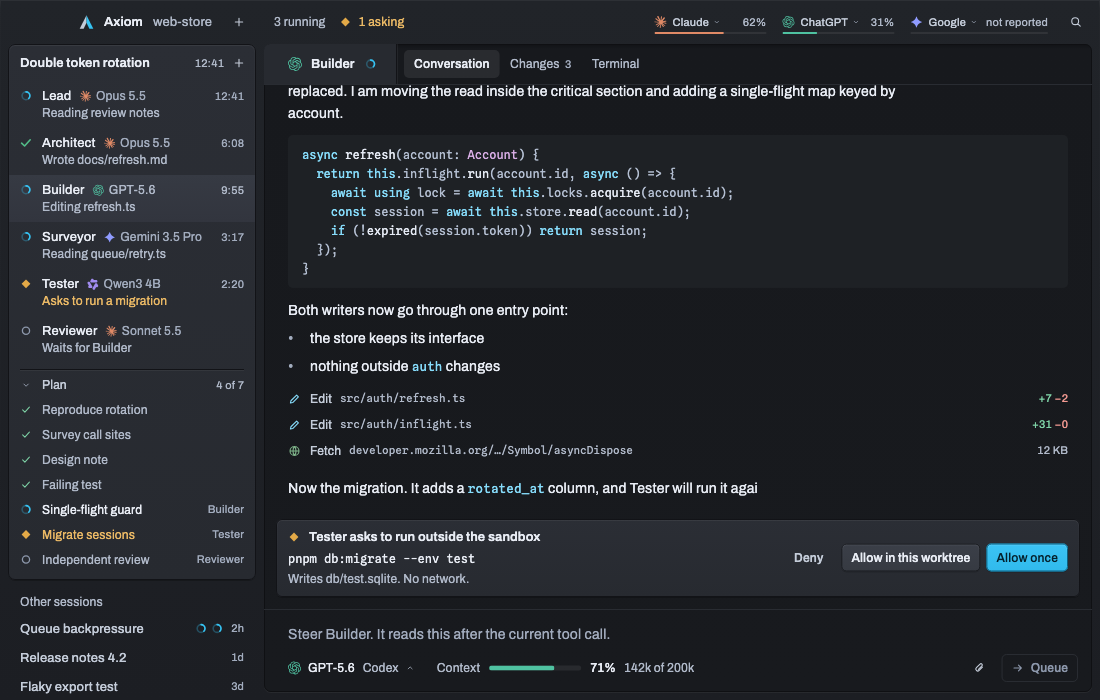 Axiom web-store + 3 running 1 asking Claude 62% ChatGPT 31% Google not reported
Double token rotation 12:41 +
Lead Opus 5.5 12:41
Reading review notes
Architect Opus 5.5 6:08
Wrote docs/refresh.md
Builder GPT-5.6 9:55
Editing refresh.ts
Surveyor Gemini 3.5 Pro 3:17
Reading queue/retry.ts
Tester Qwen3 4B 2:20
Asks to run a migration
Reviewer Sonnet 5.5
Waits for Builder
Plan 4 of 7
Reproduce rotation
Survey call sites
Design note
Failing test
Single-flight guard Builder
Migrate sessions Tester
Independent review Reviewer
Other sessions
Queue backpressure 2h
Release notes 4.2 1d
Flaky export test 3d
Builder Conversation Changes 3 Terminal
replaced. I am moving the read inside the critical section and adding a single-flight map keyed by
account.
async refresh(account: Account) {
return this.inflight.run(account.id, async () => {
await using lock = await this.locks.acquire(account.id);
const session = await this.store.read(account.id);
if (!expired(session.token)) return session;
});
}
Both writers now go through one entry point:
• the store keeps its interface
• nothing outside auth changes
Edit src/auth/refresh.ts +7 −2
Edit src/auth/inflight.ts +31 −0
Fetch developer.mozilla.org/…/Symbol/asyncDispose 12 KB
Now the migration. It adds a rotated_at column, and Tester will run it agai
Tester asks to run outside the sandbox
pnpm db:migrate --env test
Writes db/test.sqlite. No network.
Deny Allow in this worktree Allow once
Steer Builder. It reads this after the current tool call.
GPT-5.6 Codex Context 71% 142k of 200k → Queue